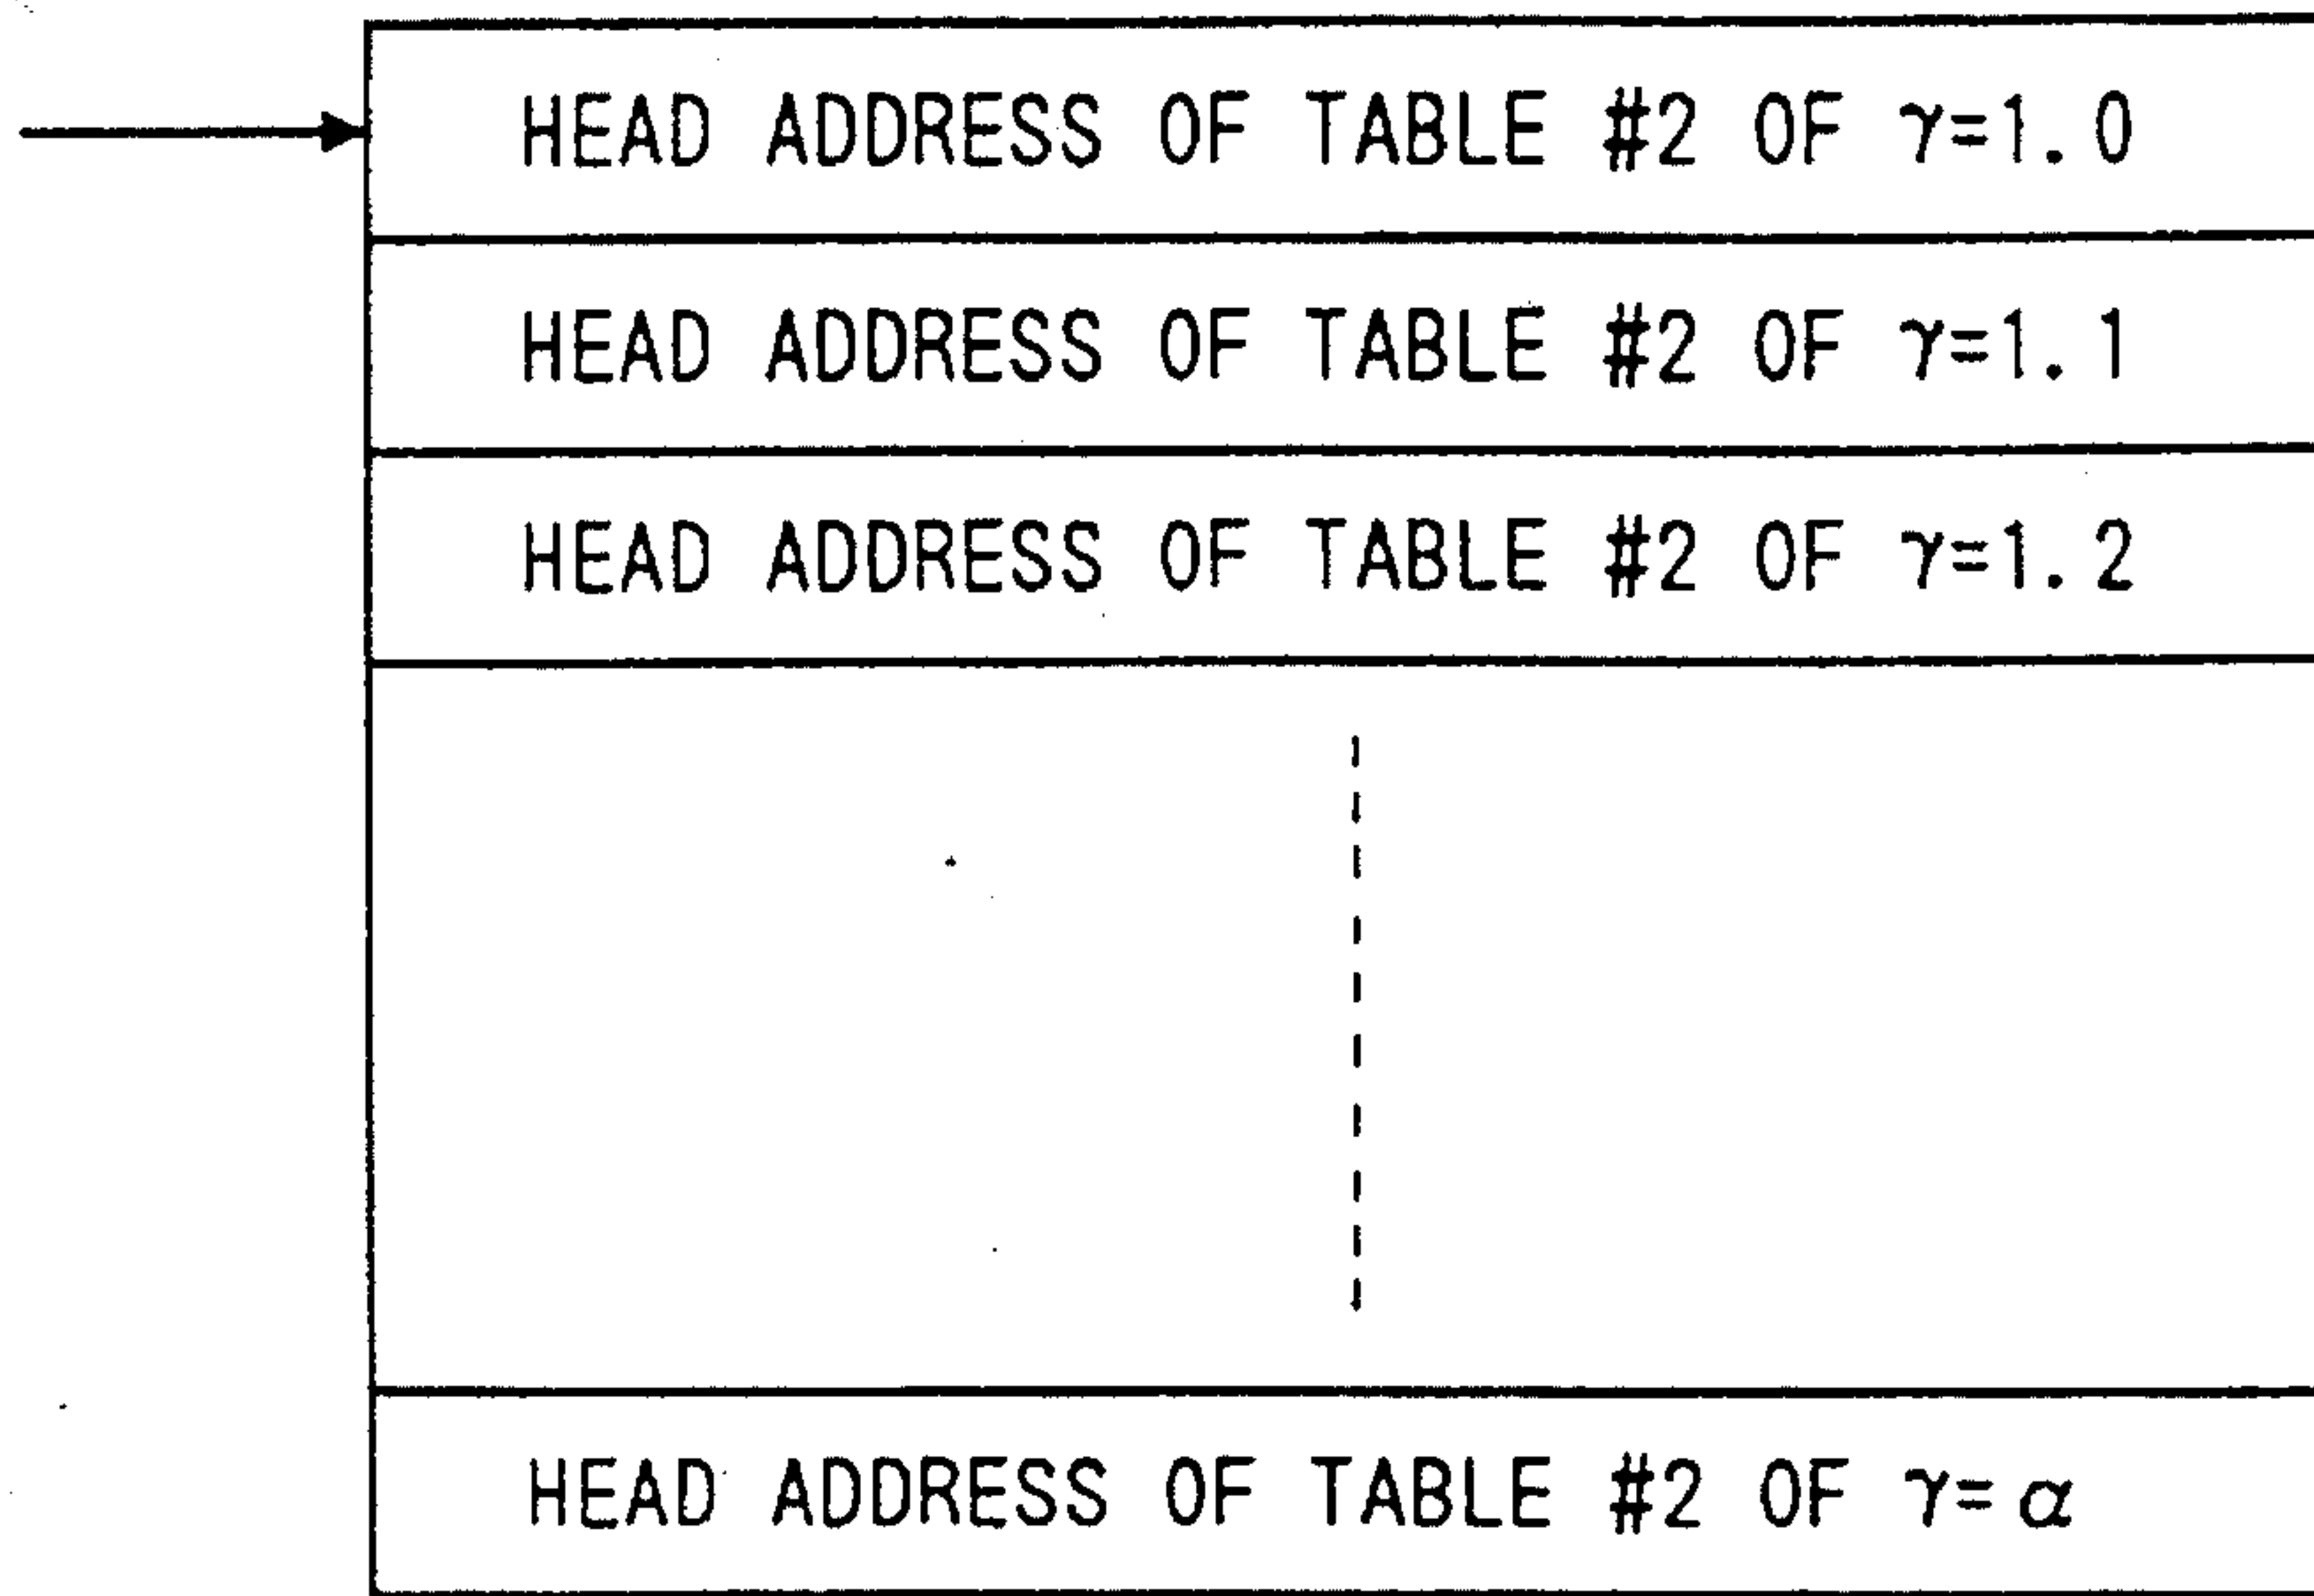 HEAD ADDRESS OF TABLE #2 OF γ=1.0
HEAD ADDRESS OF TABLE #2 OF γ=1.1
HEAD ADDRESS OF TABLE #2 OF γ=1.2
HEAD ADDRESS OF TABLE #2 OF γ=α